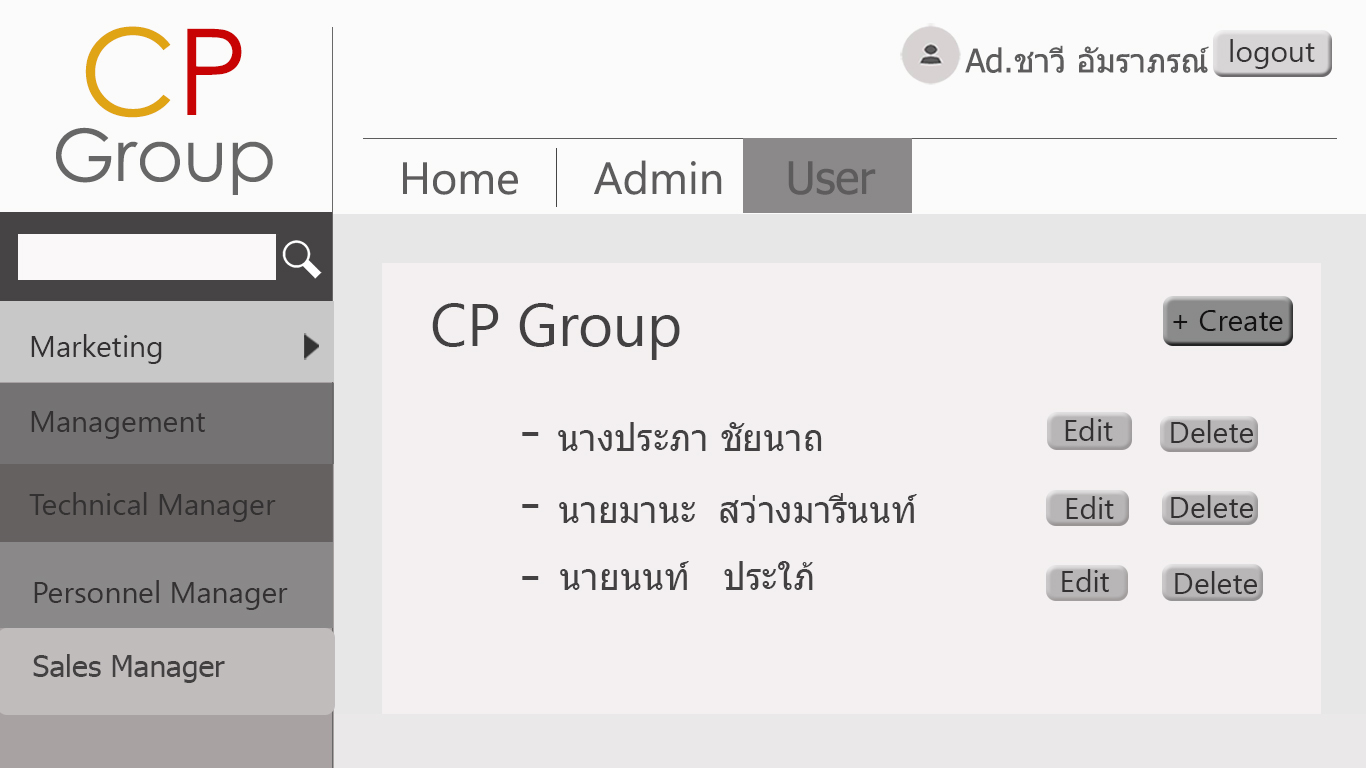 CP
Group
Ad.ชาวี อัมราภรณ์
logout
Home
Admin
User
Marketing
Management
Technical Manager
Personnel Manager
Sales Manager
CP Group
+ Create
- นางประภา ชัยนาถ
Edit
Delete
- นายมานะ สว่างมารีนนท์
Edit
Delete
- นายนนท์ ประใภ้
Edit
Delete